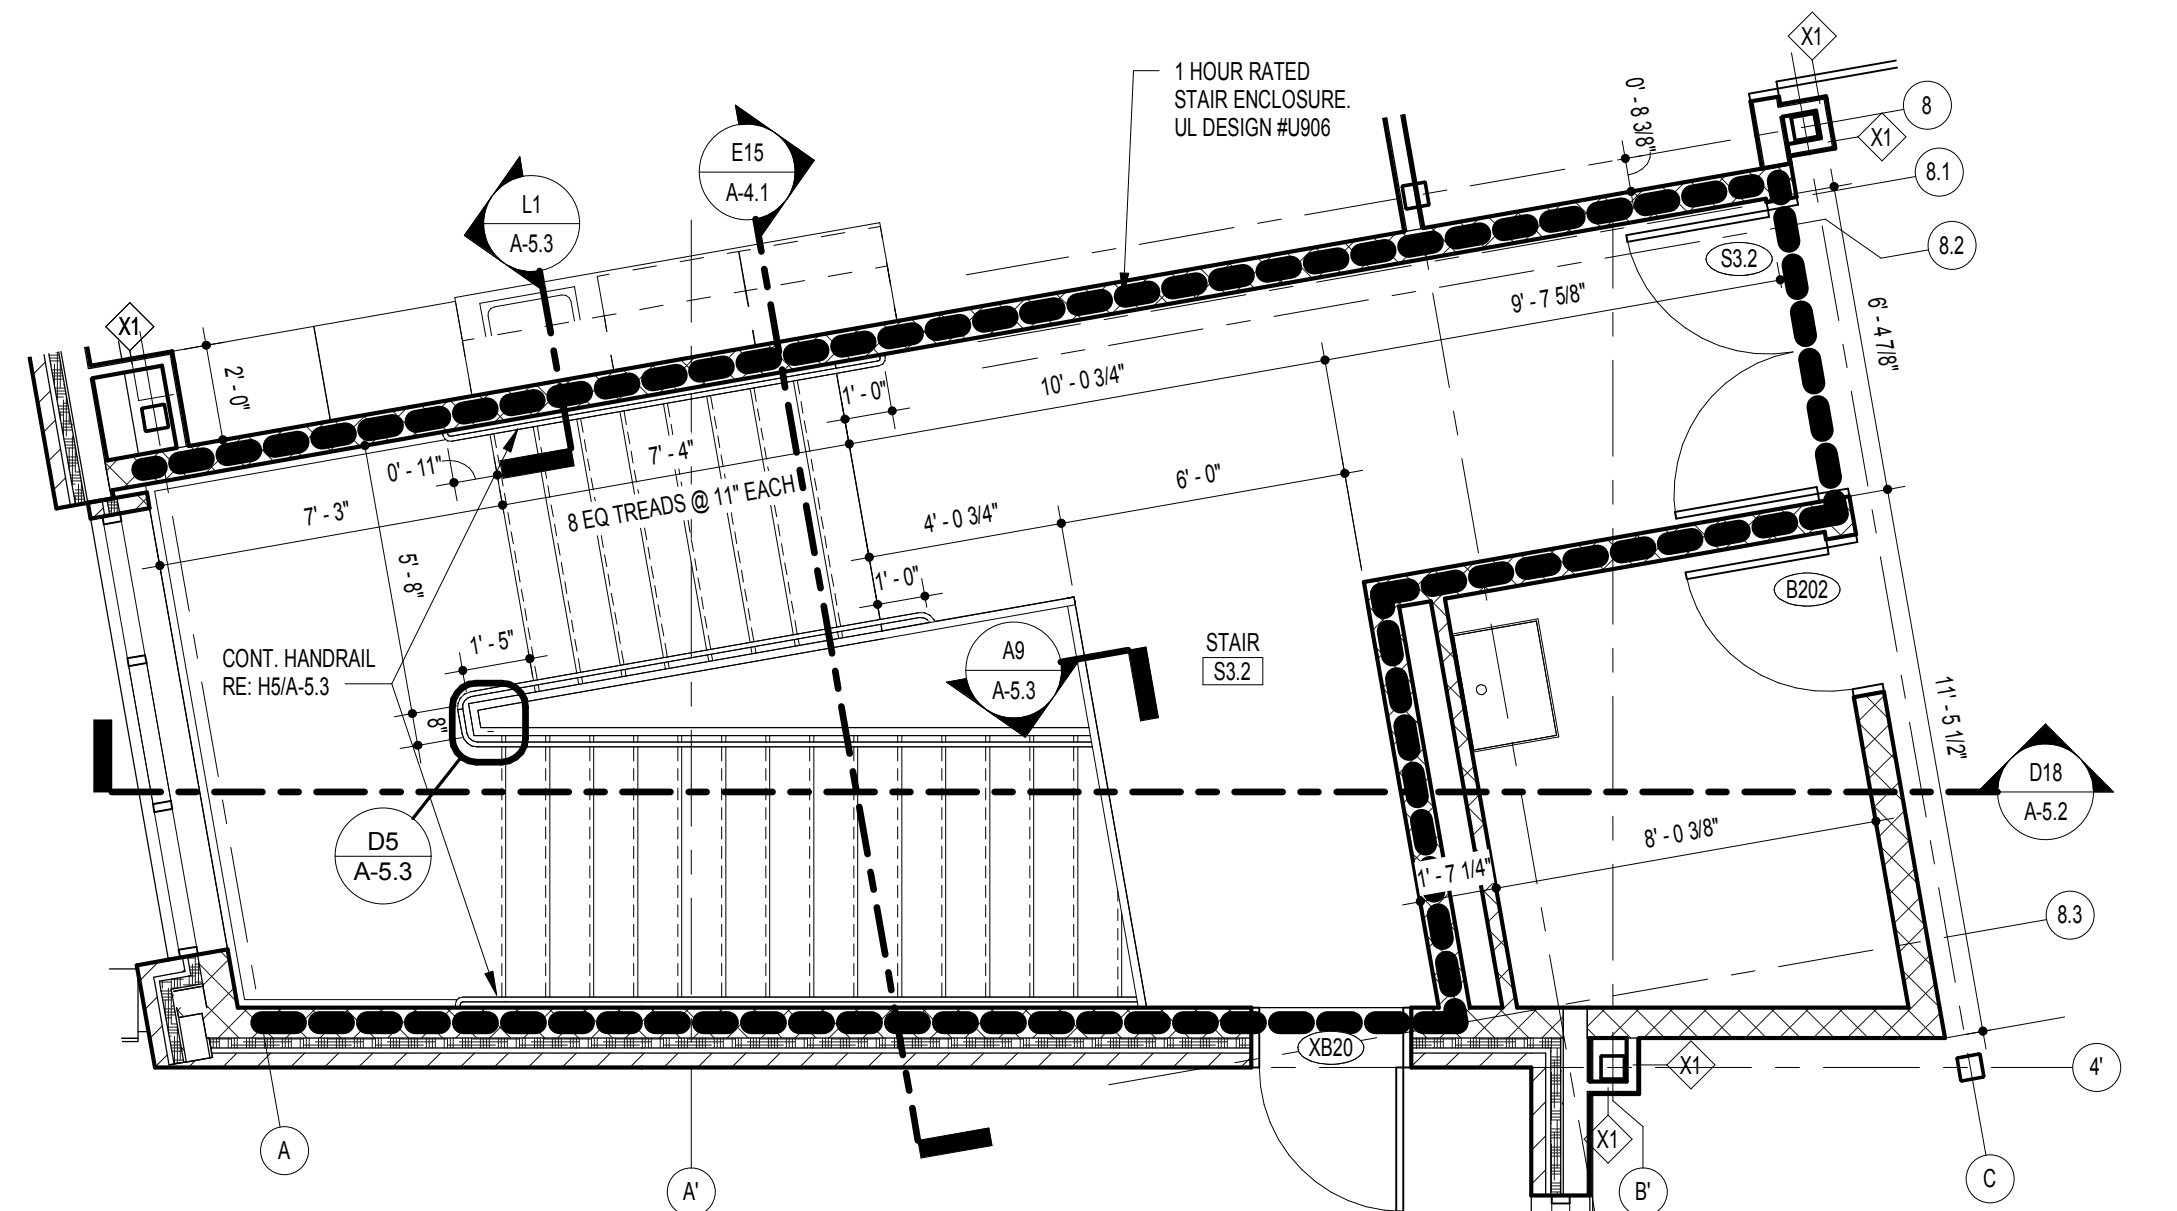 X1
1 HOUR RATED
STAIR ENCLOSURE.
UL DESIGN #U906
0' - 8 3/8"
8
X1
E15
A-4.1
8.1
L1
A-5.3
8.2
S3.2
9' - 7 5/8"
6' - 4 7/8"
X1
2' - 0"
10' - 0 3/4"
1' - 0"
0' - 11"
7' - 4"
7' - 3"
8 EQ TREADS @ 11" EACH
6' - 0"
4' - 0 3/4"
5' - 8"
1' - 0"
B202
1' - 5"
CONT. HANDRAIL
RE: H5/A-5.3
8"
A9
A-5.3
STAIR
S3.2
11' - 5 1/2"
D18
A-5.2
D5
A-5.3
8' - 0 3/8"
1' - 7 1/4"
8.3
XB20
X1
4'
X1
A
A'
B'
C